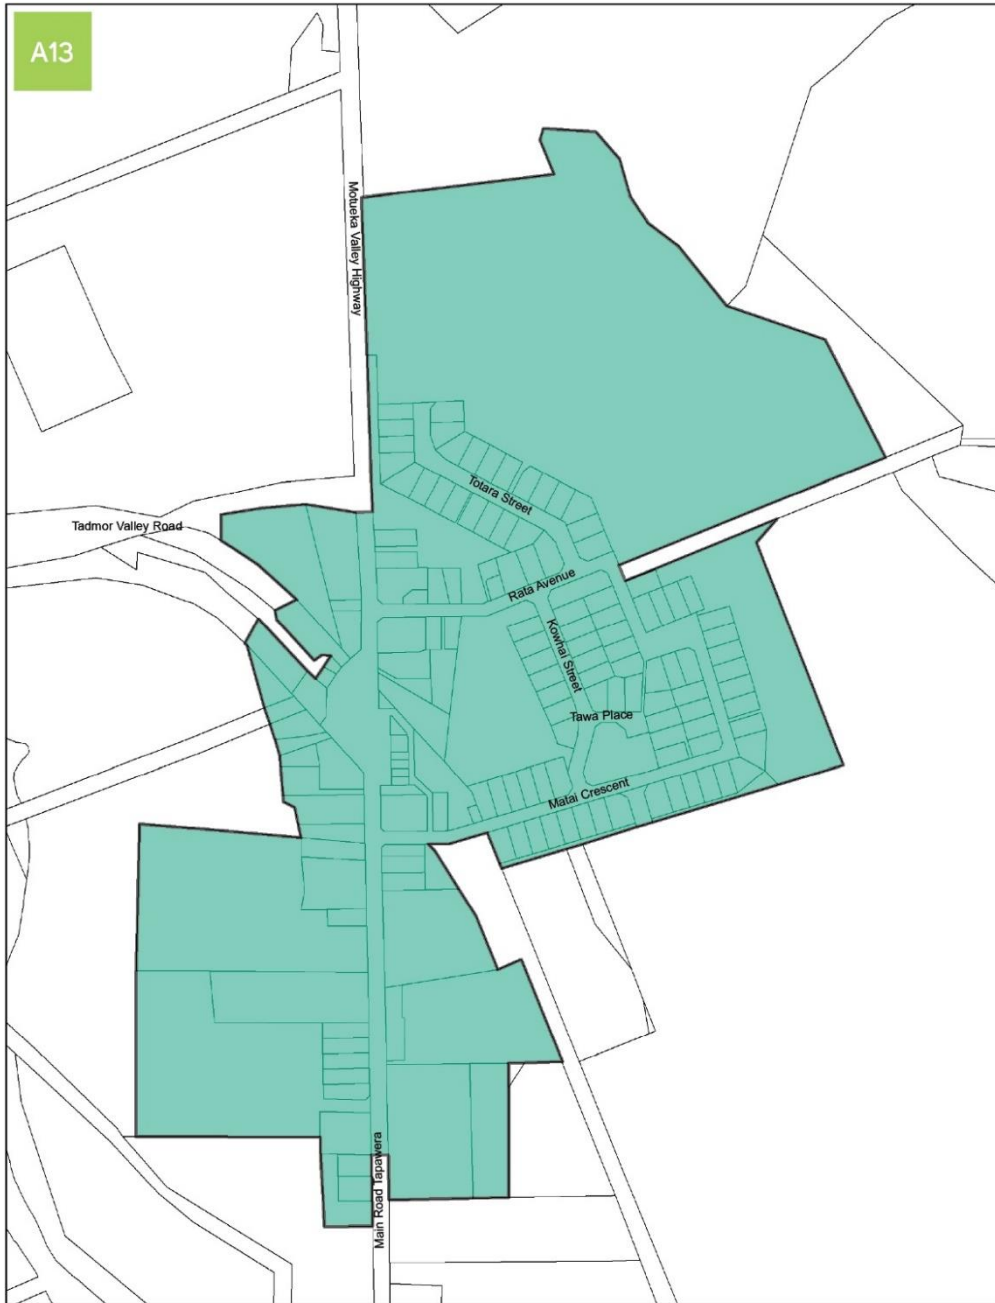 A13
Motueka Valley Highway
Totara Street
Tadmor Valley Road
Rata Avenue
Kowhai Street
Tawa Place
Matai Crescent
Main Road Tapawera